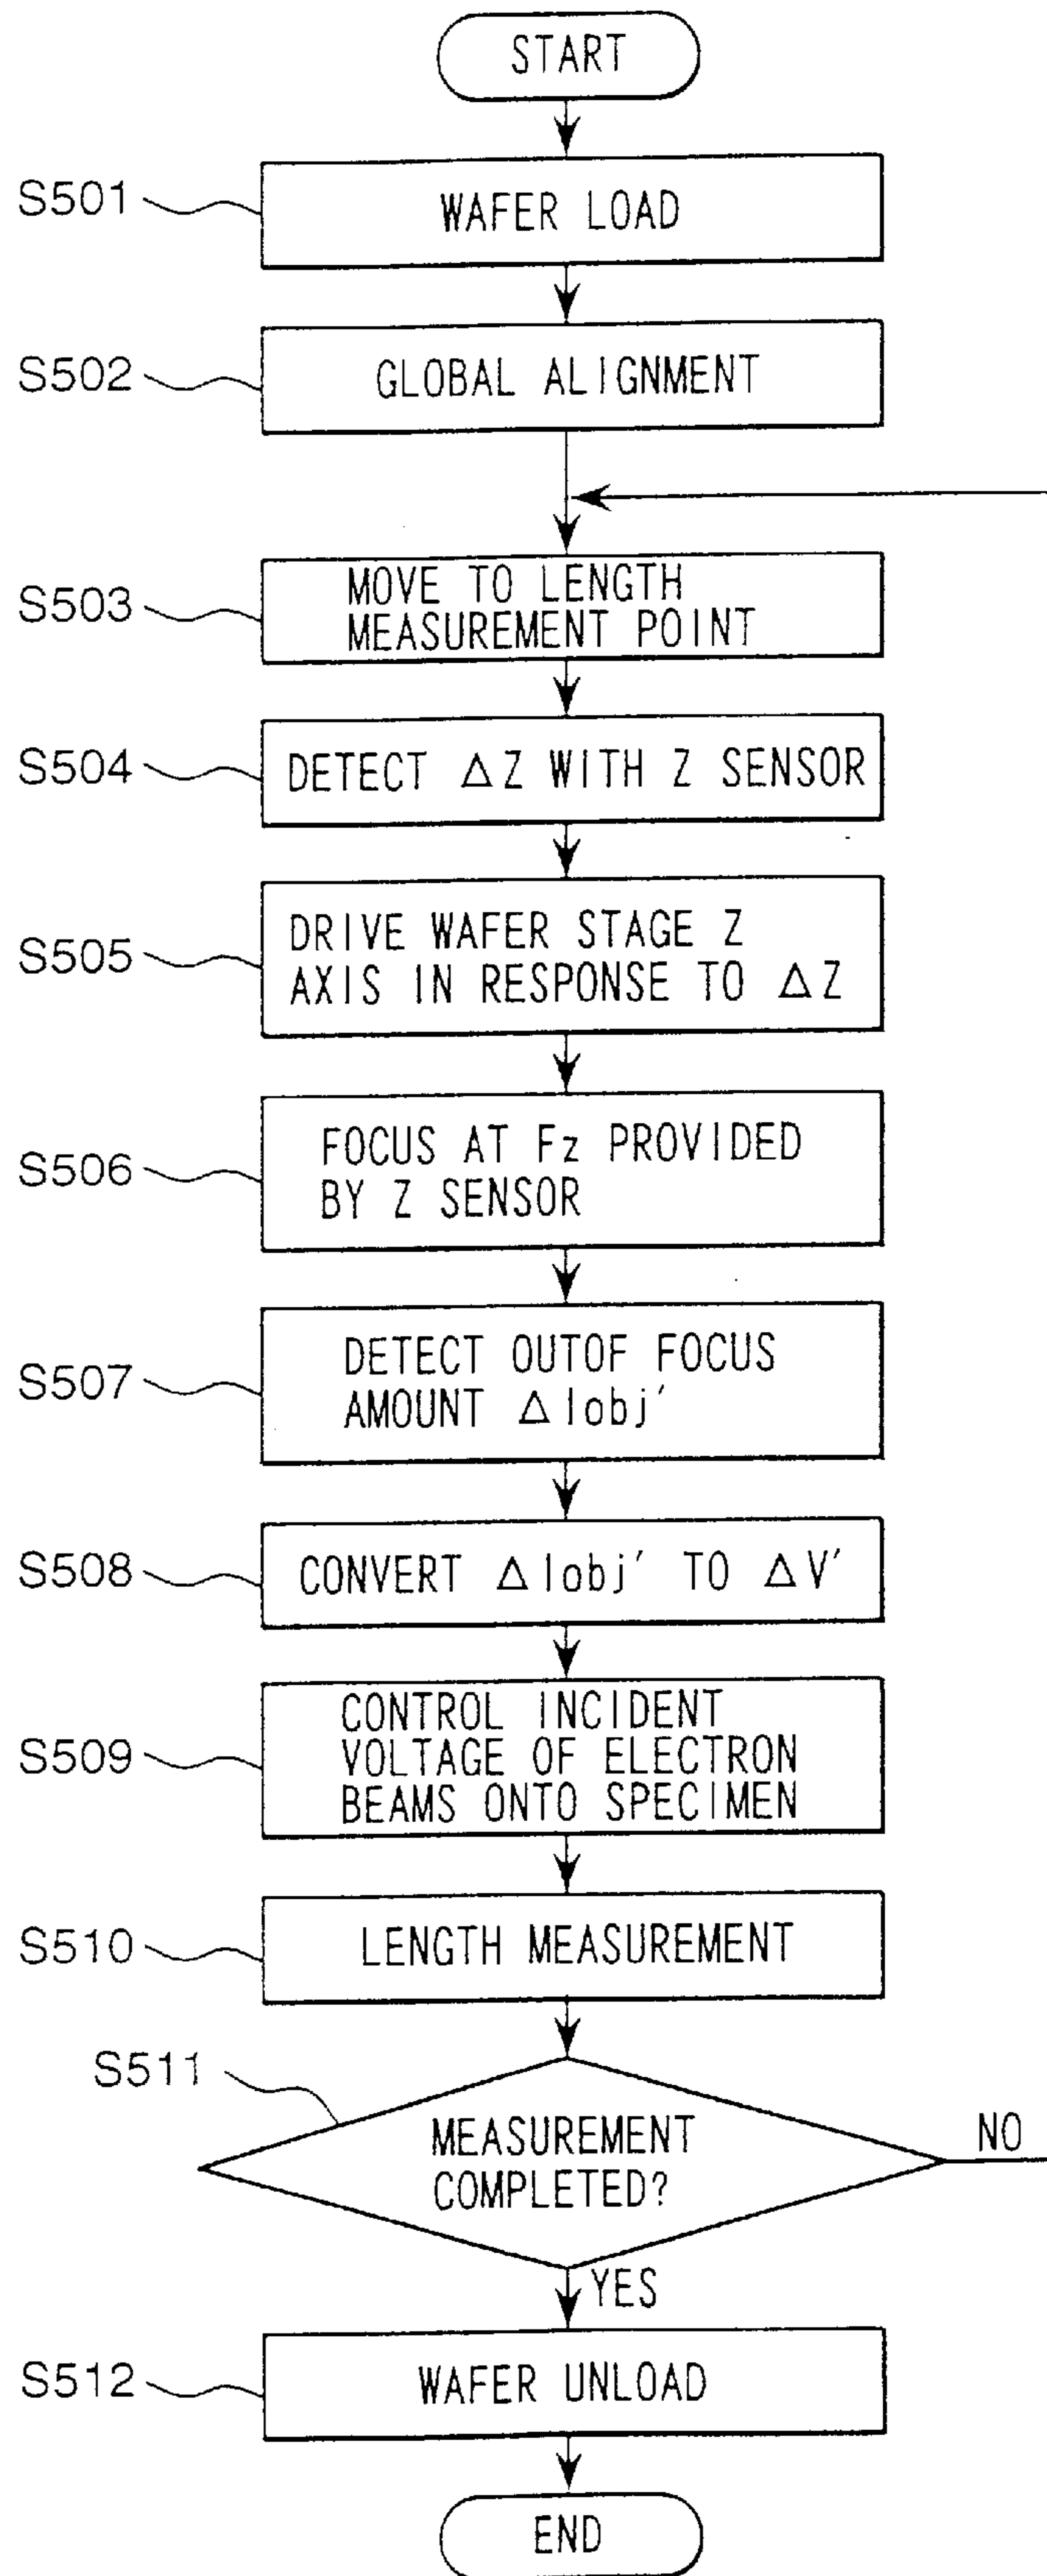 START
S501
WAFER LOAD
S502
GLOBAL ALIGNMENT
S503
MOVE TO LENGTH
MEASUREMENT POINT
S504
DETECT ΔZ WITH Z SENSOR
S505
DRIVE WAFER STAGE Z
AXIS IN RESPONSE TO ΔZ
S506
FOCUS AT Fz PROVIDED
BY Z SENSOR
S507
DETECT OUTOF FOCUS
AMOUNT ΔIobj′
S508
CONVERT ΔIobj′ TO ΔV′
S509
CONTROL INCIDENT
VOLTAGE OF ELECTRON
BEAMS ONTO SPECIMEN
S510
LENGTH MEASUREMENT
S511
MEASUREMENT
COMPLETED?
NO
YES
S512
WAFER UNLOAD
END